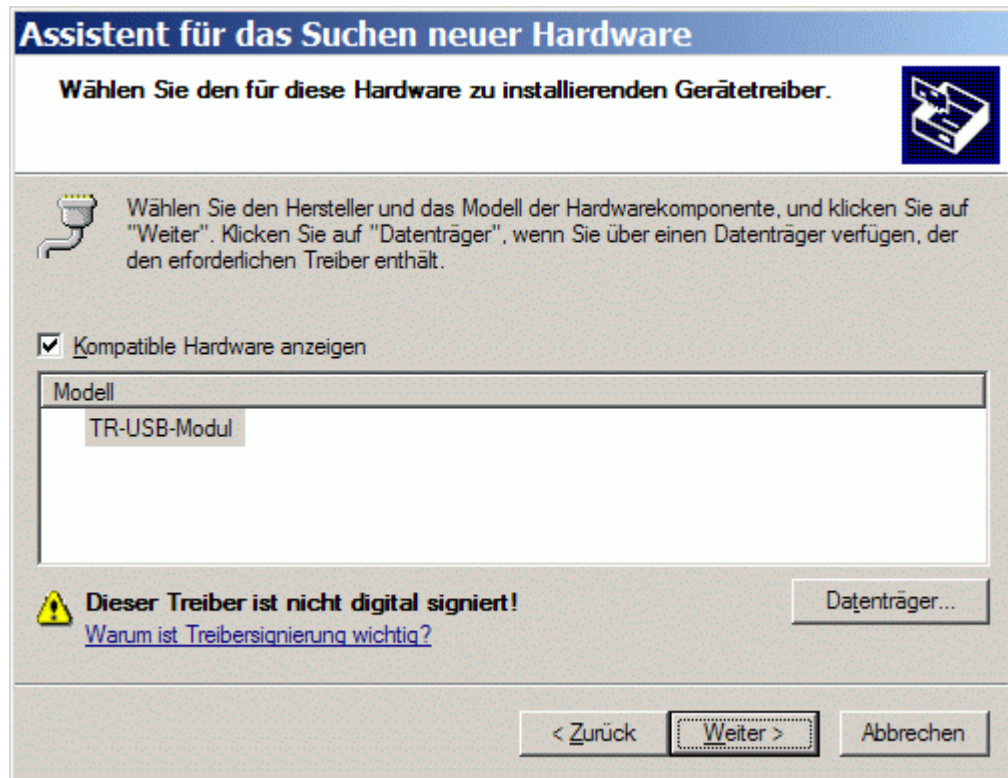 Assistent für das Suchen neuer Hardware
Wählen Sie den für diese Hardware zu installierenden Gerätetreiber.
Wählen Sie den Hersteller und das Modell der Hardwarekomponente, und klicken Sie auf
"Weiter". Klicken Sie auf "Datenträger", wenn Sie über einen Datenträger verfügen, der
den erforderlichen Treiber enthält.
Kompatible Hardware anzeigen
Modell
TR-USB-Modul
Dieser Treiber ist nicht digital signiert!
Datenträger...
Warum ist Treibersignierung wichtig?
< Zurück
Weiter >
Abbrechen